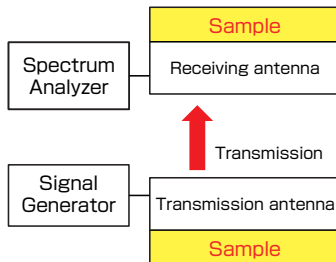 Sample
Spectrum
Analyzer
Receiving antenna
Transmission
Signal
Generator
Transmission antenna
Sample